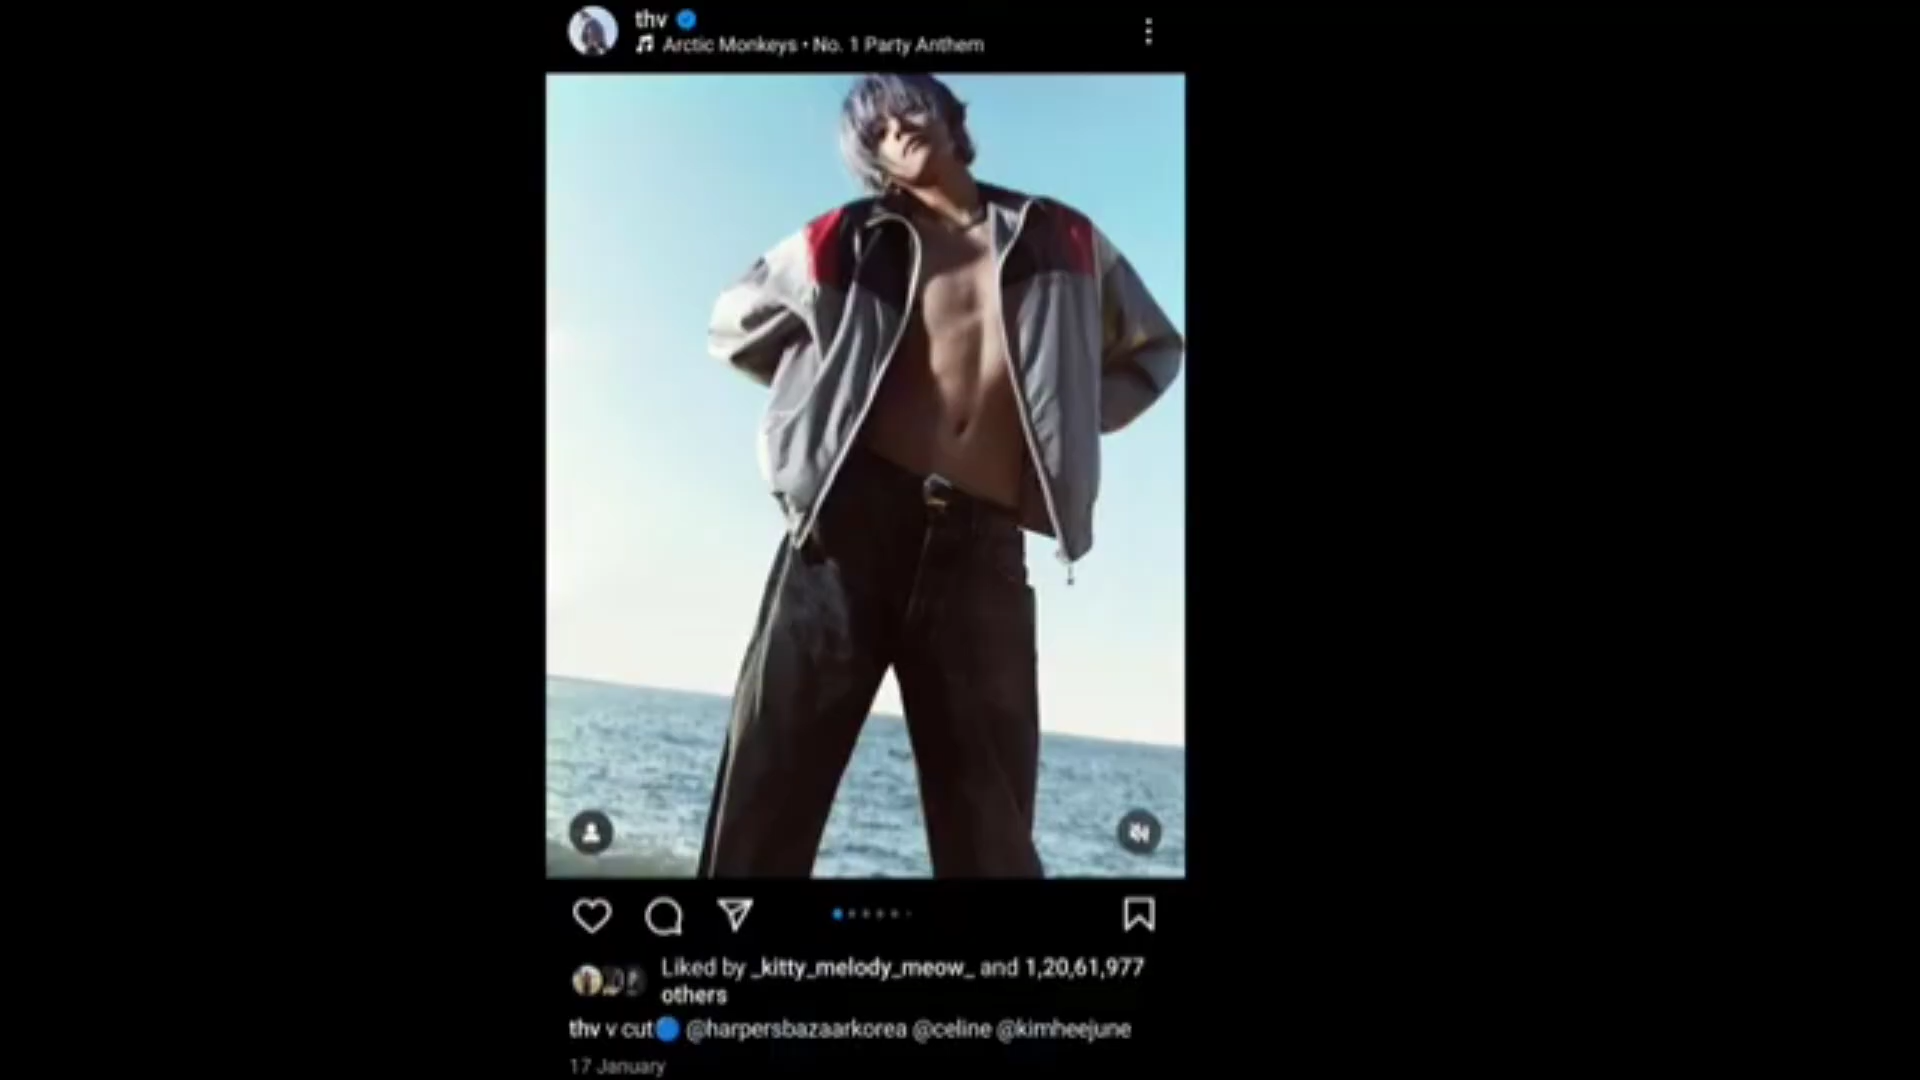 thv
Arctic Monkeys • No. 1 Party Anthem
Liked by _kitty_melody_meow_ and 1,20,61,977
others
thv v cut🔵 @harpersbazaarkorea @celine @kimheejune
17 January